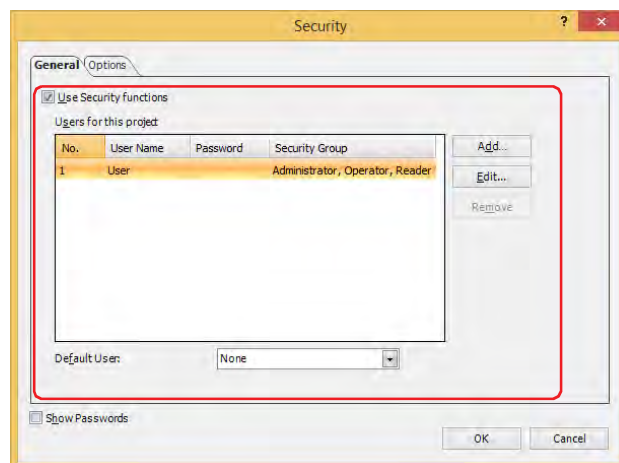 Security
?
×
General
Options
Use Security functions
Users for this project
No. User Name Password Security Group
1 User Administrator, Operator, Reader
Add...
Edit...
Remove
Default User: None
Show Passwords
OK Cancel